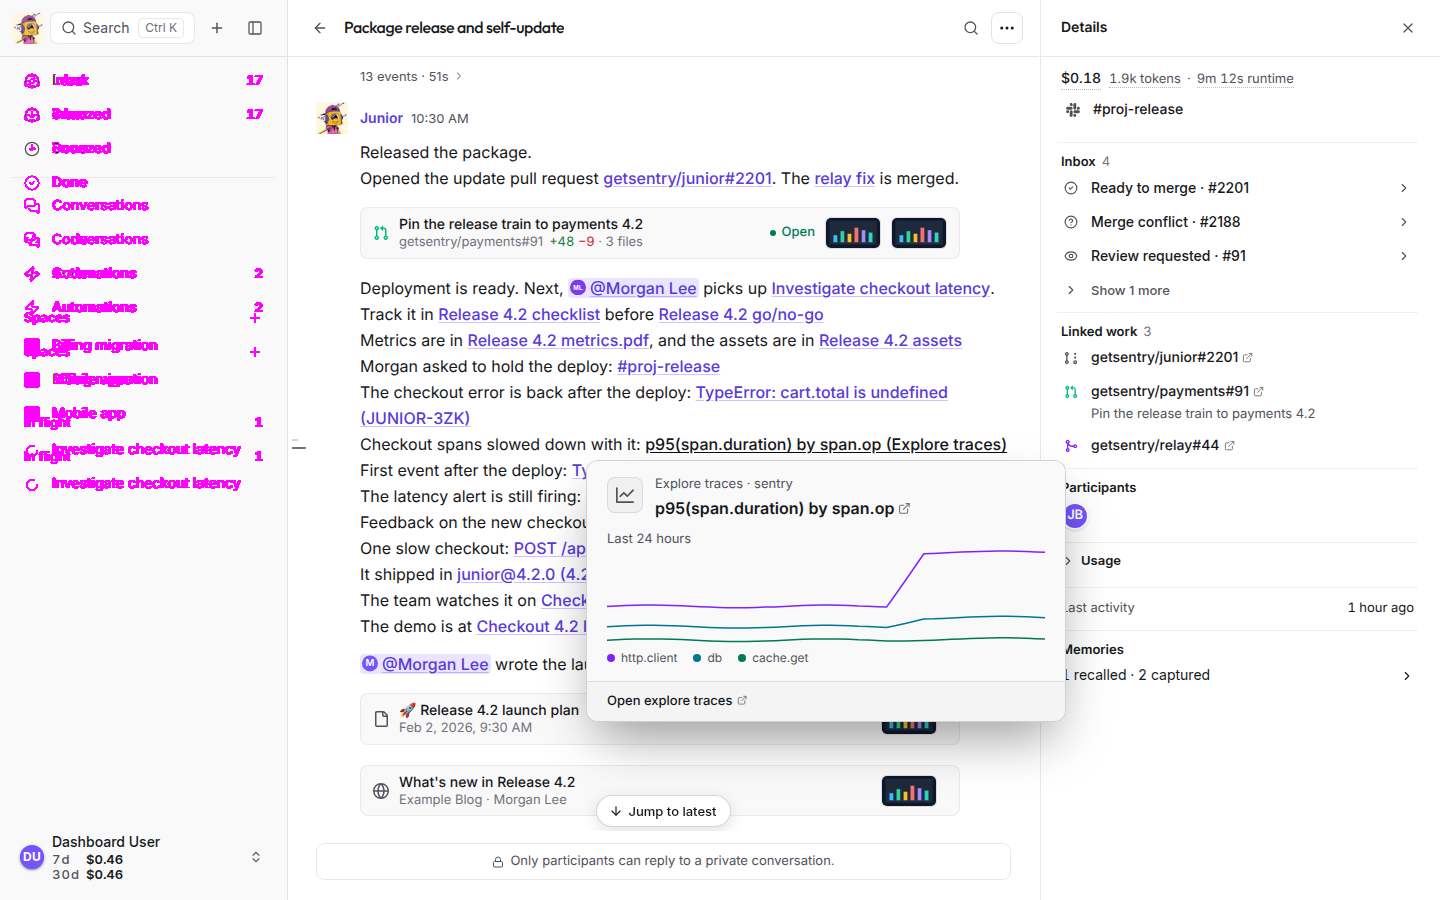 Search
Ctrl K
17
17
Snoozed
Done
Conversations
2
Automations
2
Spaces
Billing migration
Mobile app
In flight
1
Investigate checkout latency
1
Investigate checkout latency
Dashboard User
DU
7d $0.46
30d $0.46
Package release and self-update
13 events · 51s
Junior 10:30 AM
Released the package.
Opened the update pull request getsentry/junior#2201. The relay fix is merged.
Pin the release train to payments 4.2
getsentry/payments#91 +48 −9 · 3 files
Open
Deployment is ready. Next, ML @Morgan Lee picks up Investigate checkout latency.
Track it in Release 4.2 checklist before Release 4.2 go/no-go
Metrics are in Release 4.2 metrics.pdf, and the assets are in Release 4.2 assets
Morgan asked to hold the deploy: #proj-release
The checkout error is back after the deploy: TypeError: cart.total is undefined
(JUNIOR-3ZK)
Checkout spans slowed down with it: p95(span.duration) by span.op (Explore traces)
First event after the deploy: Ty
The latency alert is still firing:
Feedback on the new checkou
One slow checkout: POST /ap
It shipped in junior@4.2.0 (4.2
The team watches it on Check
The demo is at Checkout 4.2
M @Morgan Lee wrote the lau
🚀 Release 4.2 launch plan
Feb 2, 2026, 9:30 AM
What's new in Release 4.2
Example Blog · Morgan Lee
Jump to latest
Only participants can reply to a private conversation.
Explore traces · sentry
p95(span.duration) by span.op
Last 24 hours
http.client
db
cache.get
Open explore traces
Details
$0.18 1.9k tokens · 9m 12s runtime
#proj-release
Inbox 4
Ready to merge · #2201
Merge conflict · #2188
Review requested · #91
Show 1 more
Linked work 3
getsentry/junior#2201
getsentry/payments#91
Pin the release train to payments 4.2
getsentry/relay#44
Participants
JB
Usage
Last activity
1 hour ago
Memories
1 recalled · 2 captured